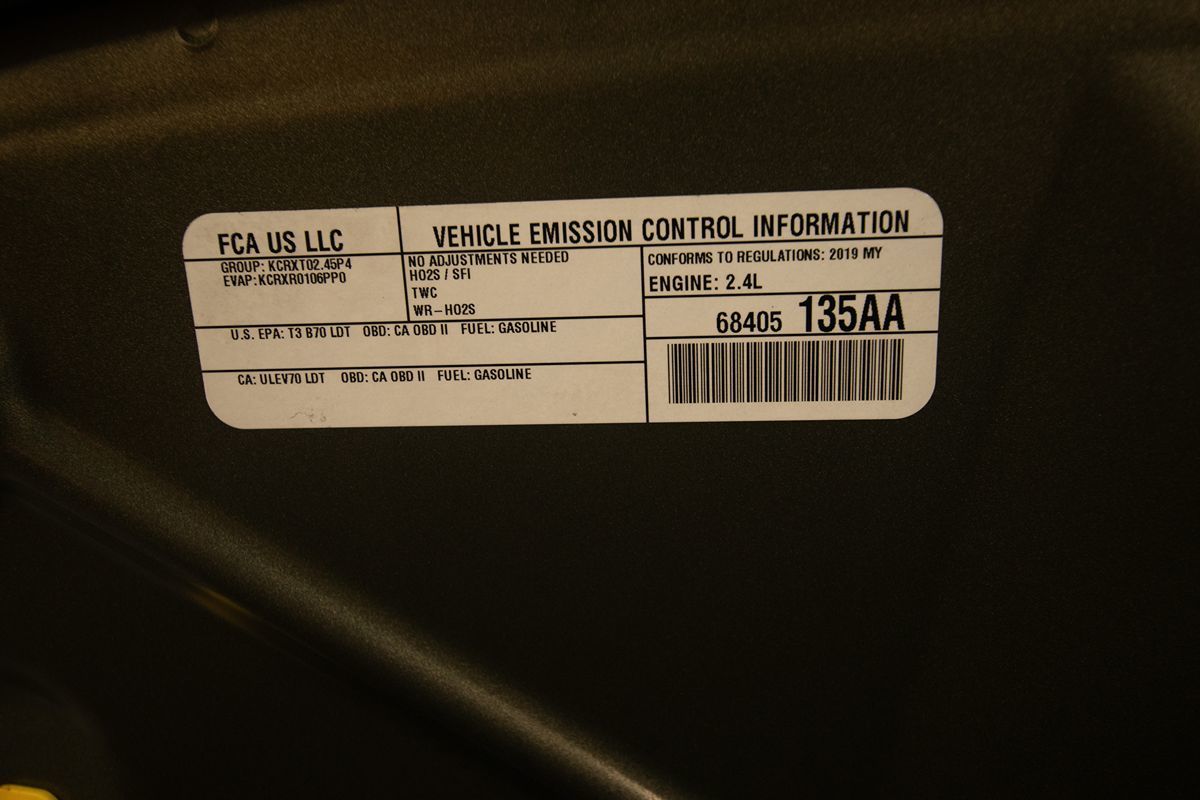 FCA US LLC
VEHICLE EMISSION CONTROL INFORMATION
GROUP: KCRXT02.45P4
EVAP: KCRXR0106PP0
NO ADJUSTMENTS NEEDED
HO2S / SFI
TWC
WR-HO2S
CONFORMS TO REGULATIONS: 2019 MY
ENGINE: 2.4L
68405 135AA
U.S. EPA: T3 B70 LDT OBD: CA OBD II FUEL: GASOLINE
CA: ULEV70 LDT OBD: CA OBD II FUEL: GASOLINE